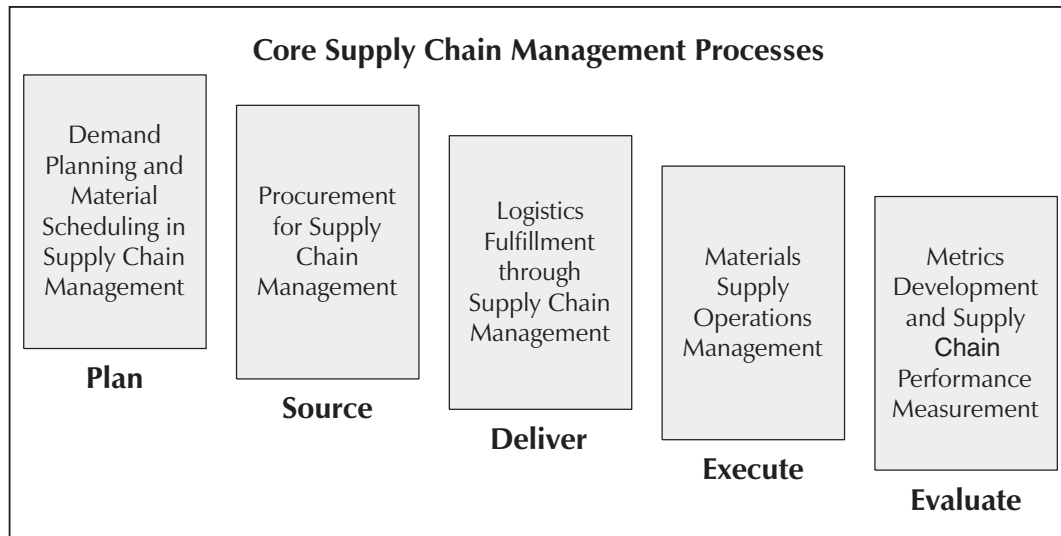 Core Supply Chain Management Processes
Demand
Planning and
Material
Scheduling in
Supply Chain
Management
Plan
Procurement
for Supply
Chain
Management
Source
Logistics
Fulfillment
through
Supply Chain
Management
Deliver
Materials
Supply
Operations
Management
Execute
Metrics
Development
and Supply
Chain
Performance
Measurement
Evaluate